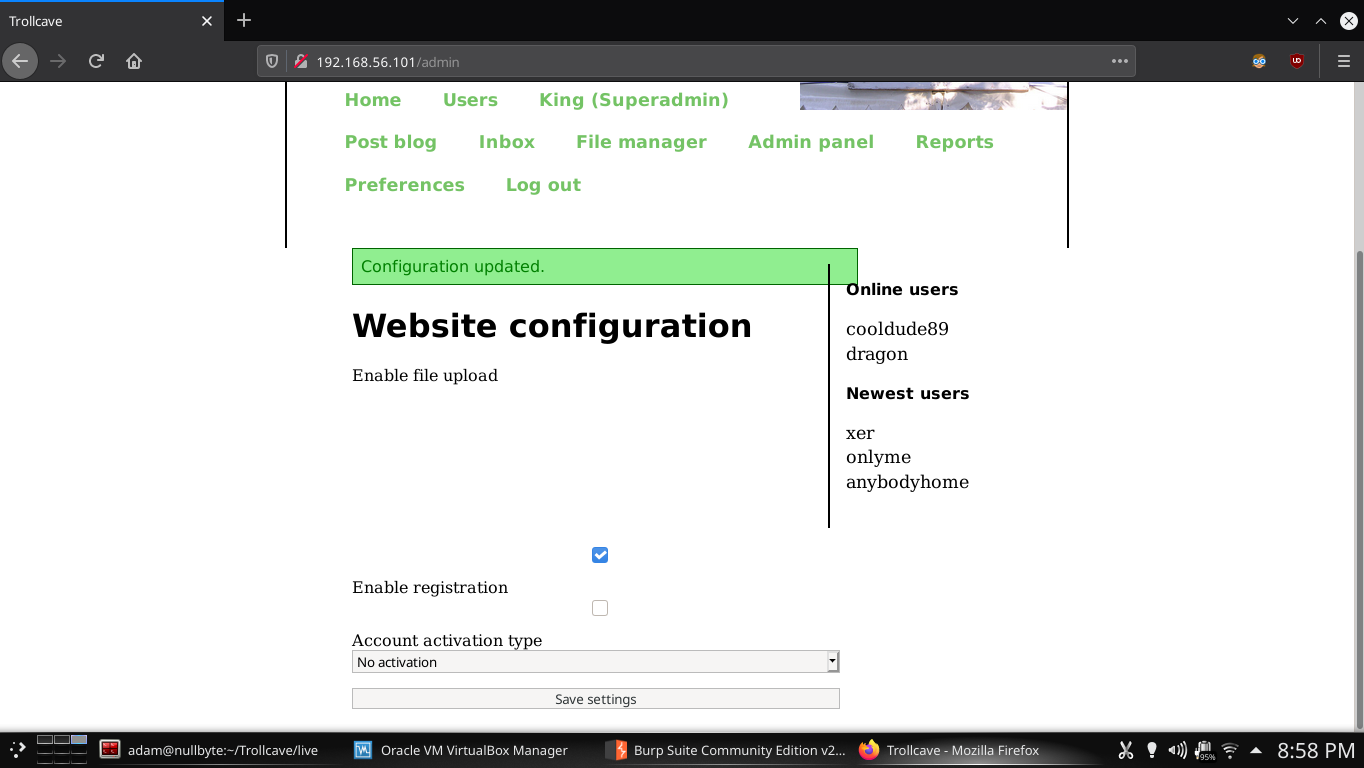 Trollcave
192.168.56.101/admin
Home Users King (Superadmin)
Post blog Inbox File manager Admin panel Reports
Preferences Log out
Configuration updated.
Website configuration
Enable file upload
Online users
cooldude89
dragon
Newest users
xer
onlyme
anybodyhome
Enable registration
Account activation type
No activation
Save settings
adam@nullbyte:~/Trollcave/live Oracle VM VirtualBox Manager Burp Suite Community Edition v2... Trollcave - Mozilla Firefox 95% 8:58 PM